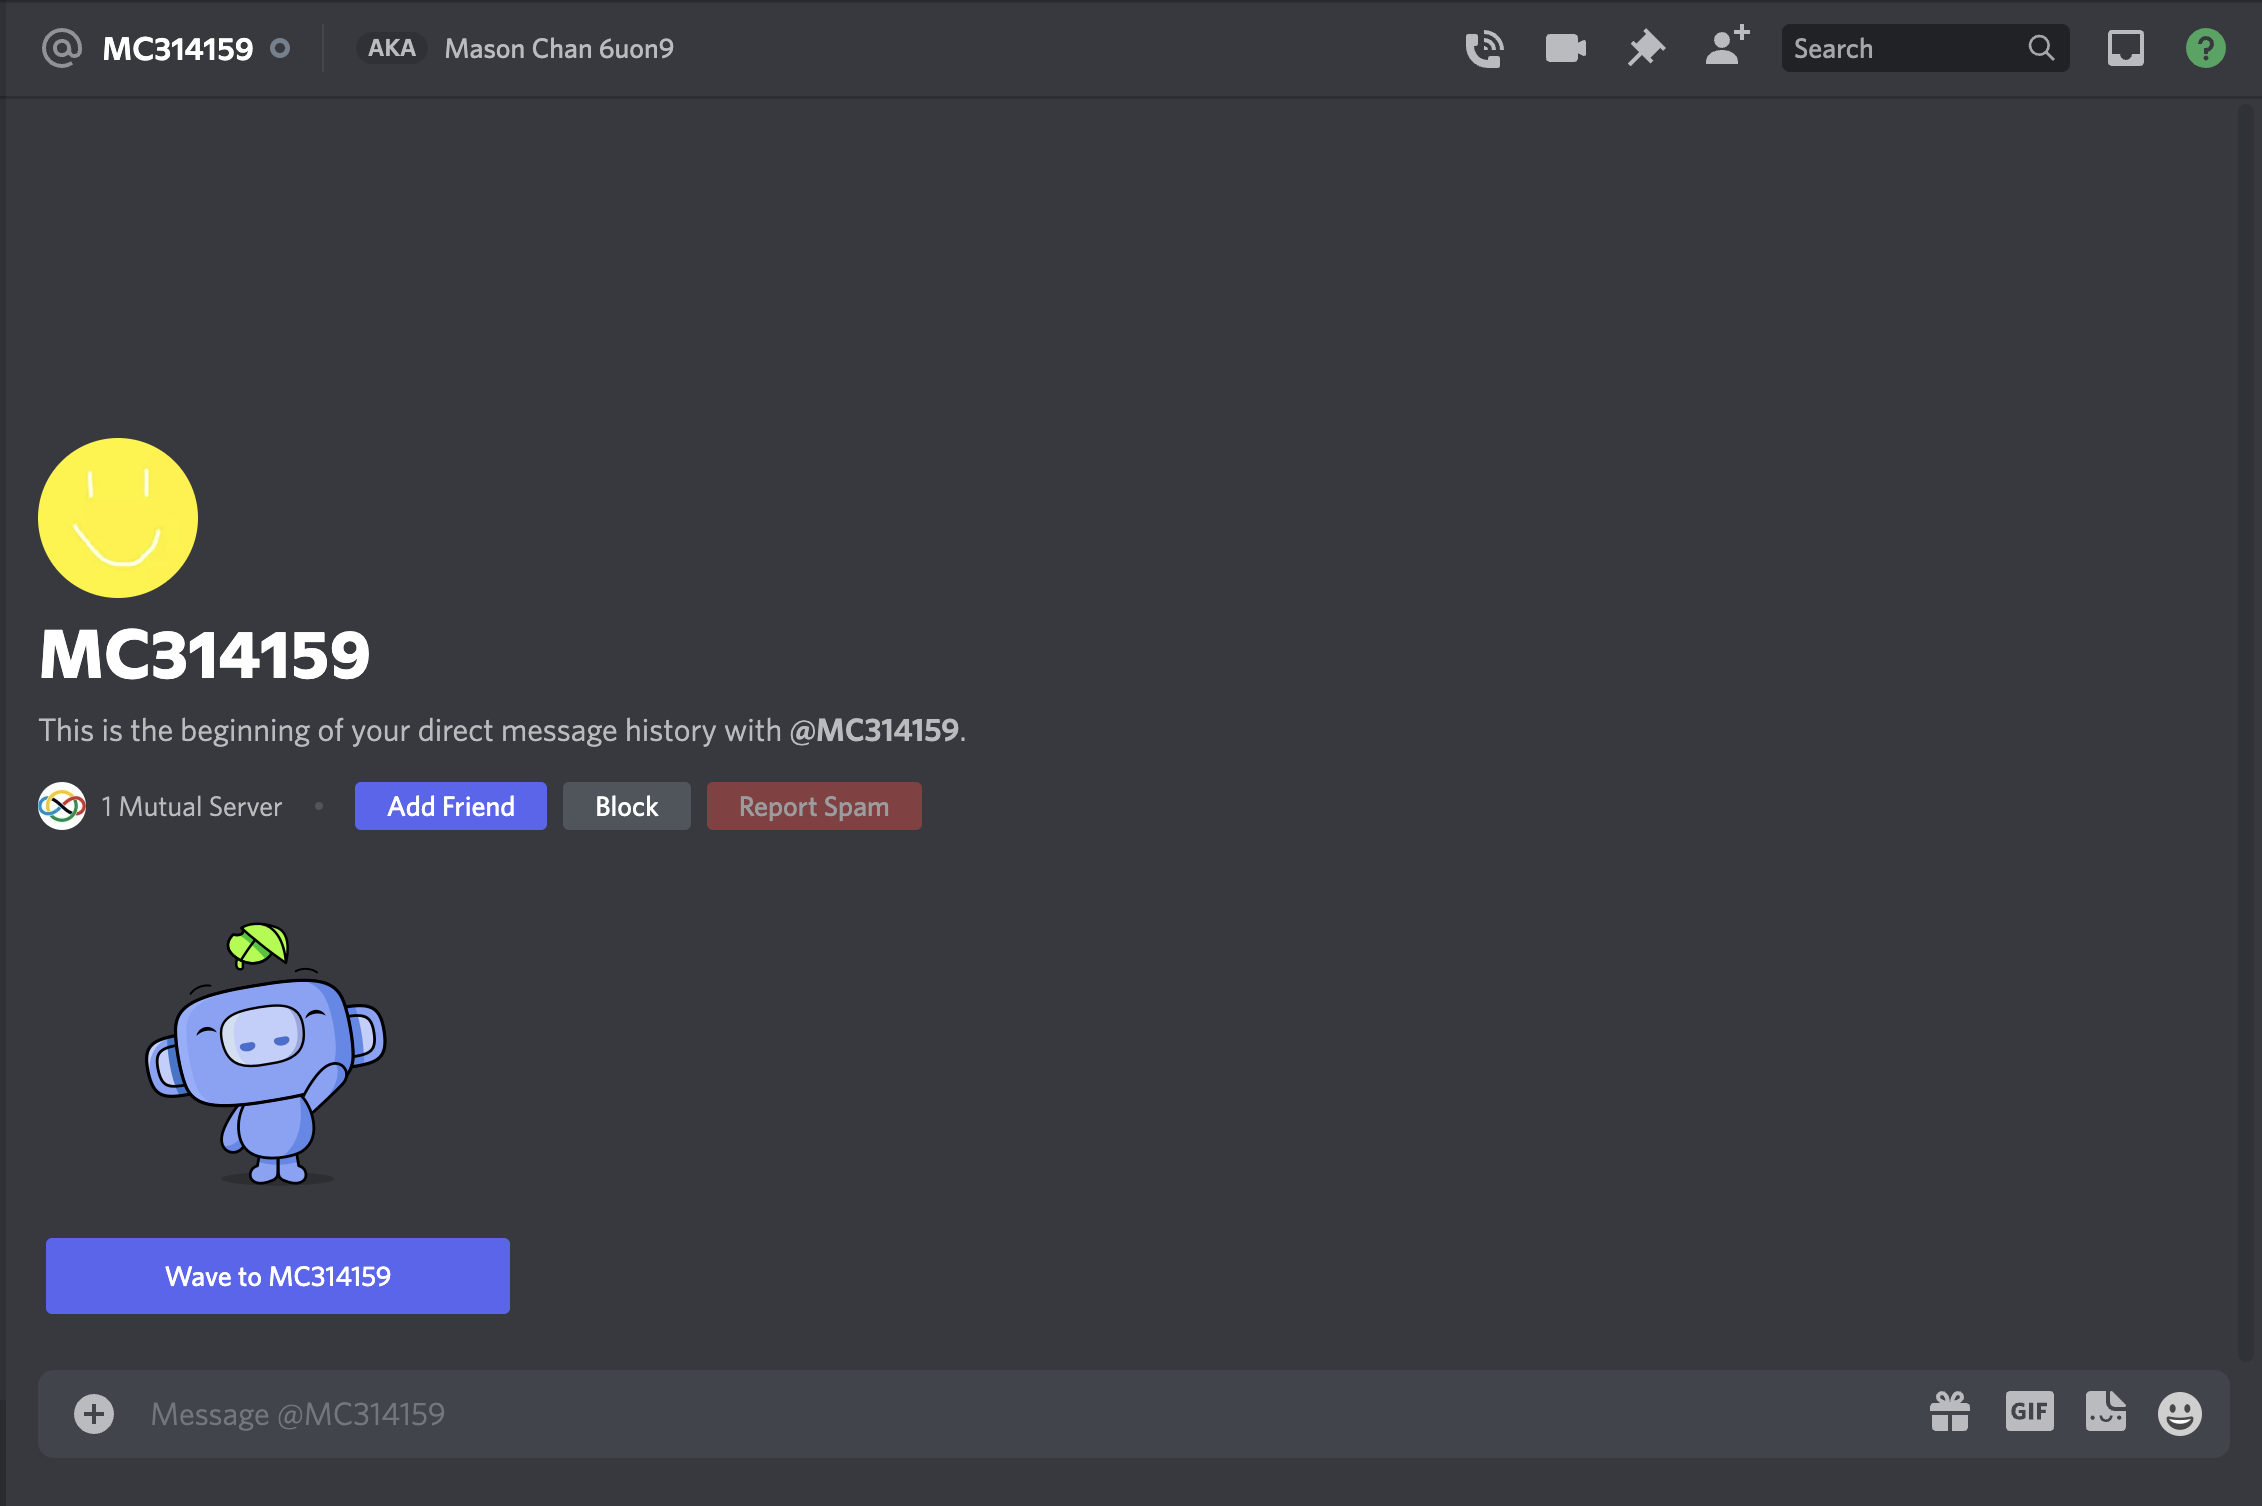 MC314159 AKA Mason Chan 6uon9 Search
MC314159
This is the beginning of your direct message history with @MC314159.
1 Mutual Server • Add Friend Block Report Spam
Wave to MC314159
Message @MC314159 GIF